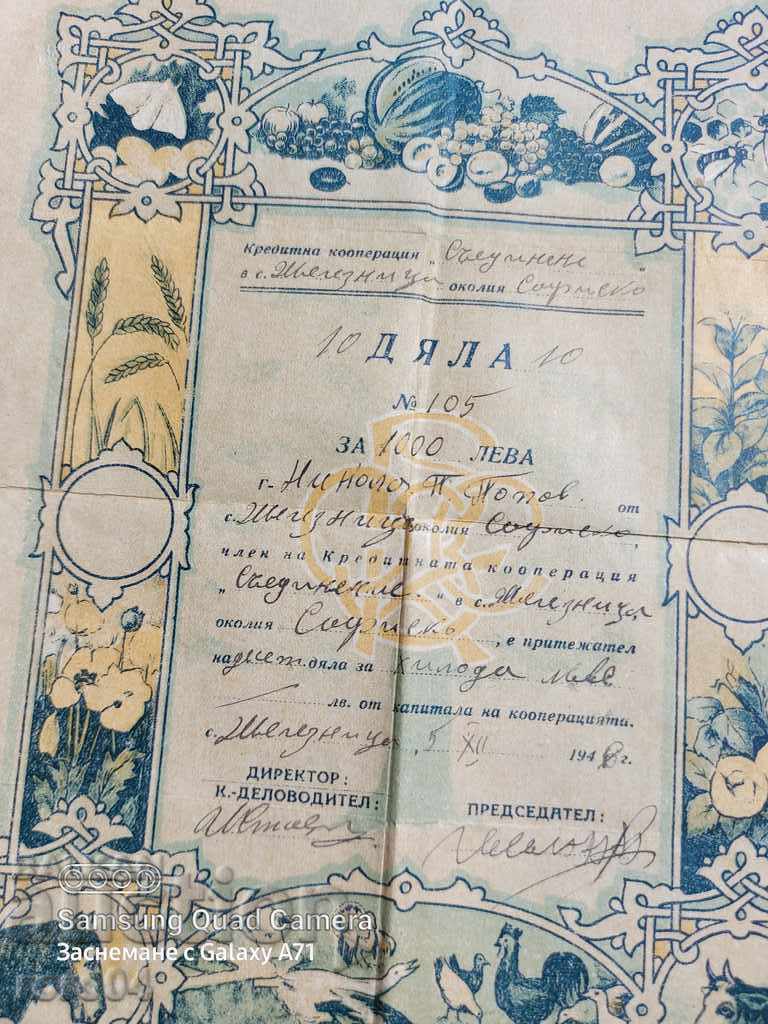 Кредитна кооперация „Съединение"
в с. Железница околия Софийско
10 ДЯЛА 10
№ 105
ЗА 1000 ЛЕВА
г- Никола П. Попов. от
с. Железница околия Софийско,
член на Кредитната кооперация
„Съединение" в с. Железница
околия Софийско, е притежател
на десет дяла за хиляда лева
лв. от капитала на кооперацията.
с. Железница, 5 XII 1948 г.
ДИРЕКТОР:
К.-ДЕЛОВОДИТЕЛ:
ПРЕДСЕДАТЕЛ:
Samsung Quad Camera
Заснемане с Galaxy A71